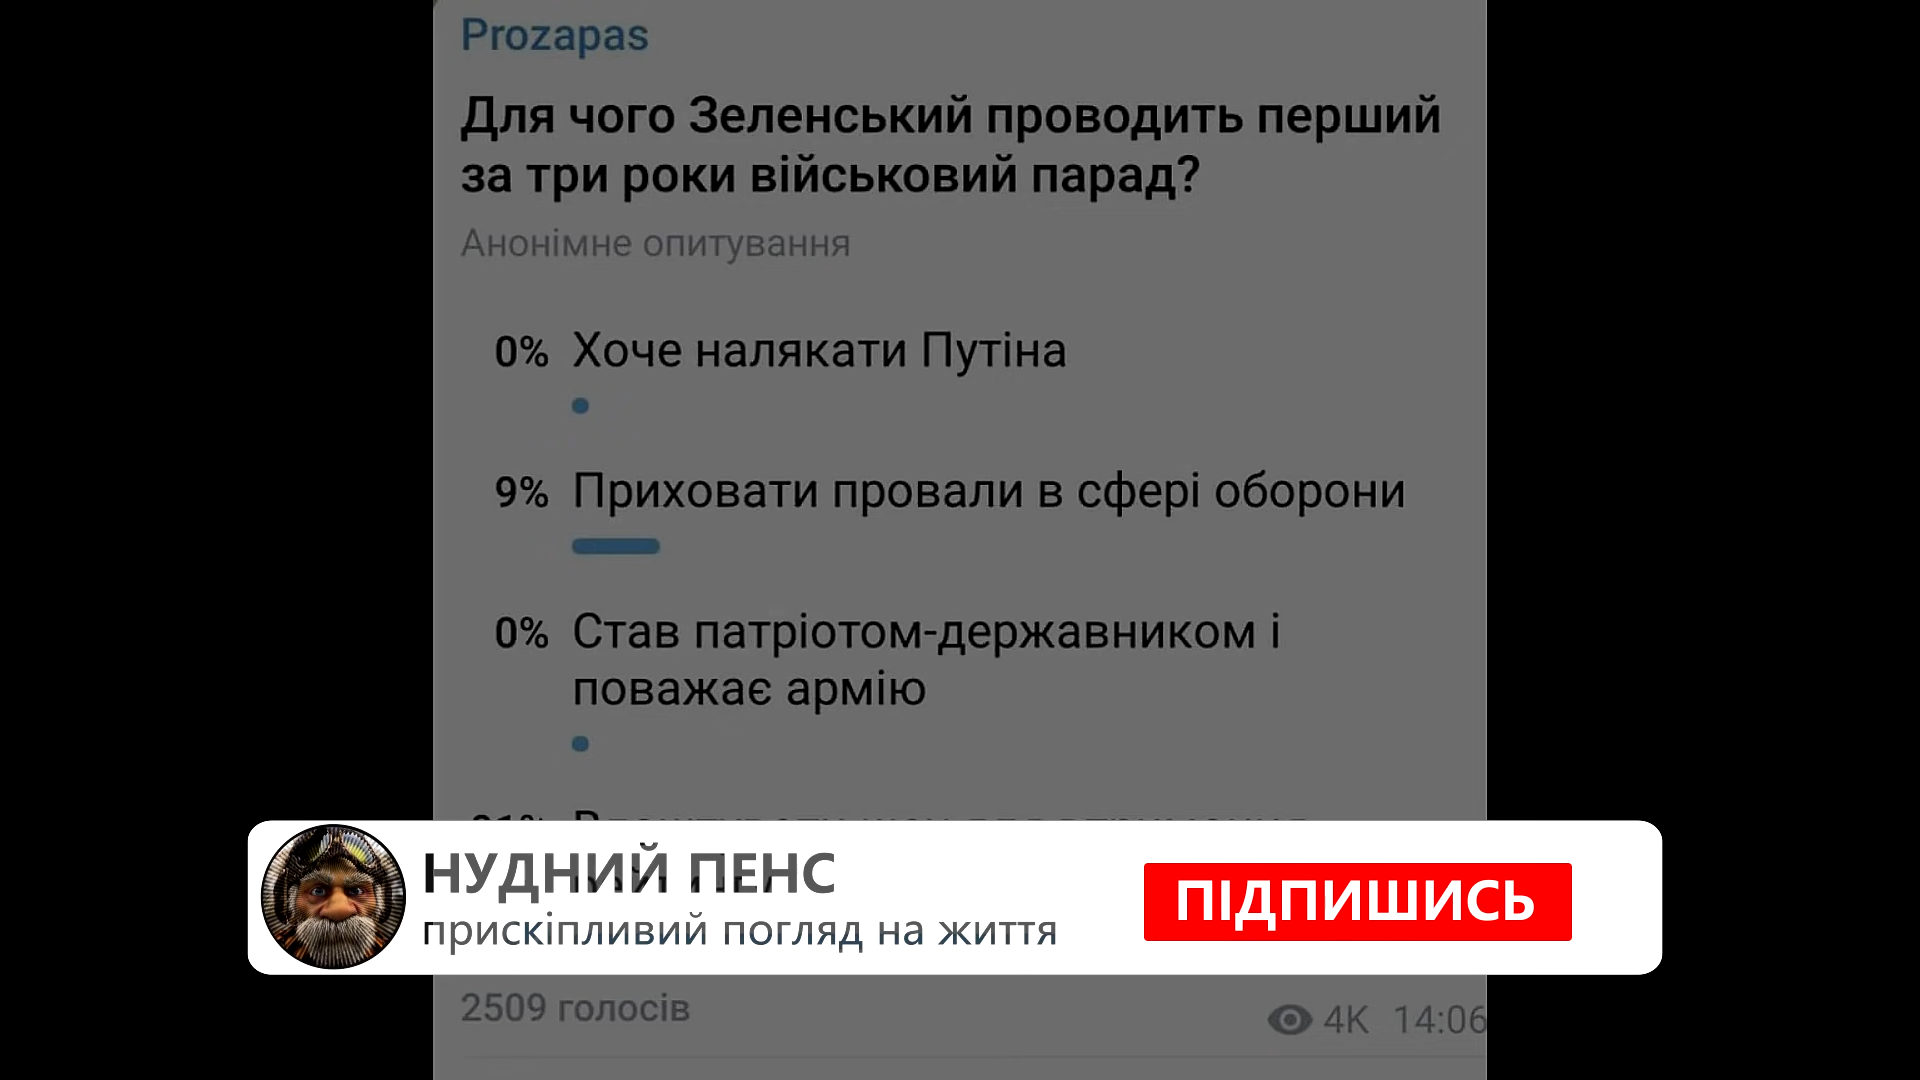 Prozapas
Для чого Зеленський проводить перший
за три роки військовий парад?
Анонімне опитування
0% Хоче налякати Путіна
9% Приховати провали в сфері оборони
0% Став патріотом-державником і
поважає армію
НУДНИЙ ПЕНС
прискіпливий погляд на життя
ПІДПИШИСЬ
2509 голосів
4K 14:06